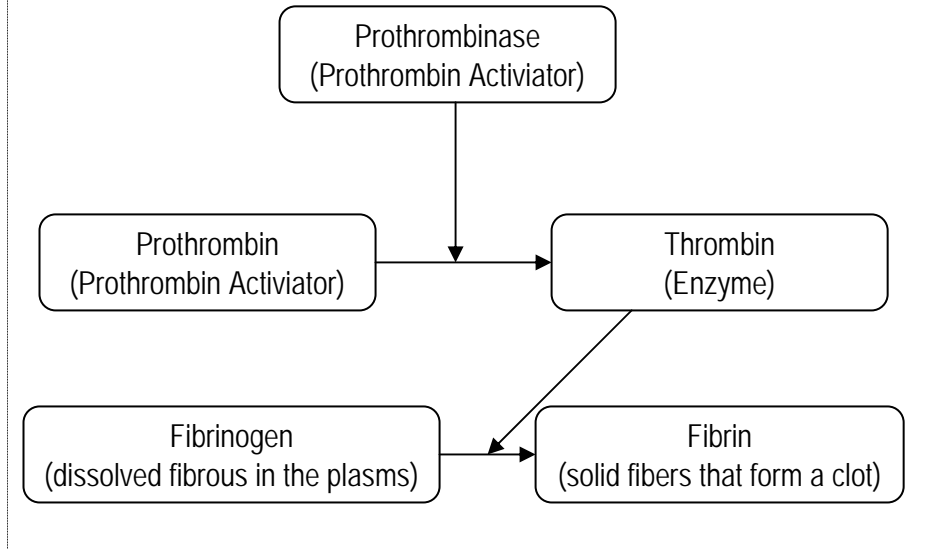 Prothrombinase
(Prothrombin Activiator)
Prothrombin
(Prothrombin Activiator)
Thrombin
(Enzyme)
Fibrinogen
(dissolved fibrous in the plasms)
Fibrin
(solid fibers that form a clot)